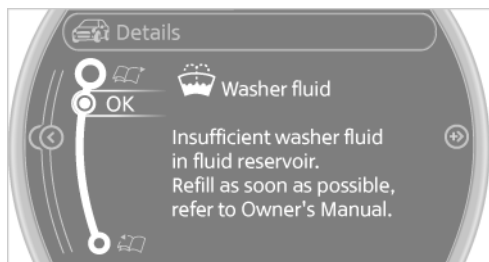 Details
OK
Washer fluid
Insufficient washer fluid
in fluid reservoir.
Refill as soon as possible,
refer to Owner's Manual.